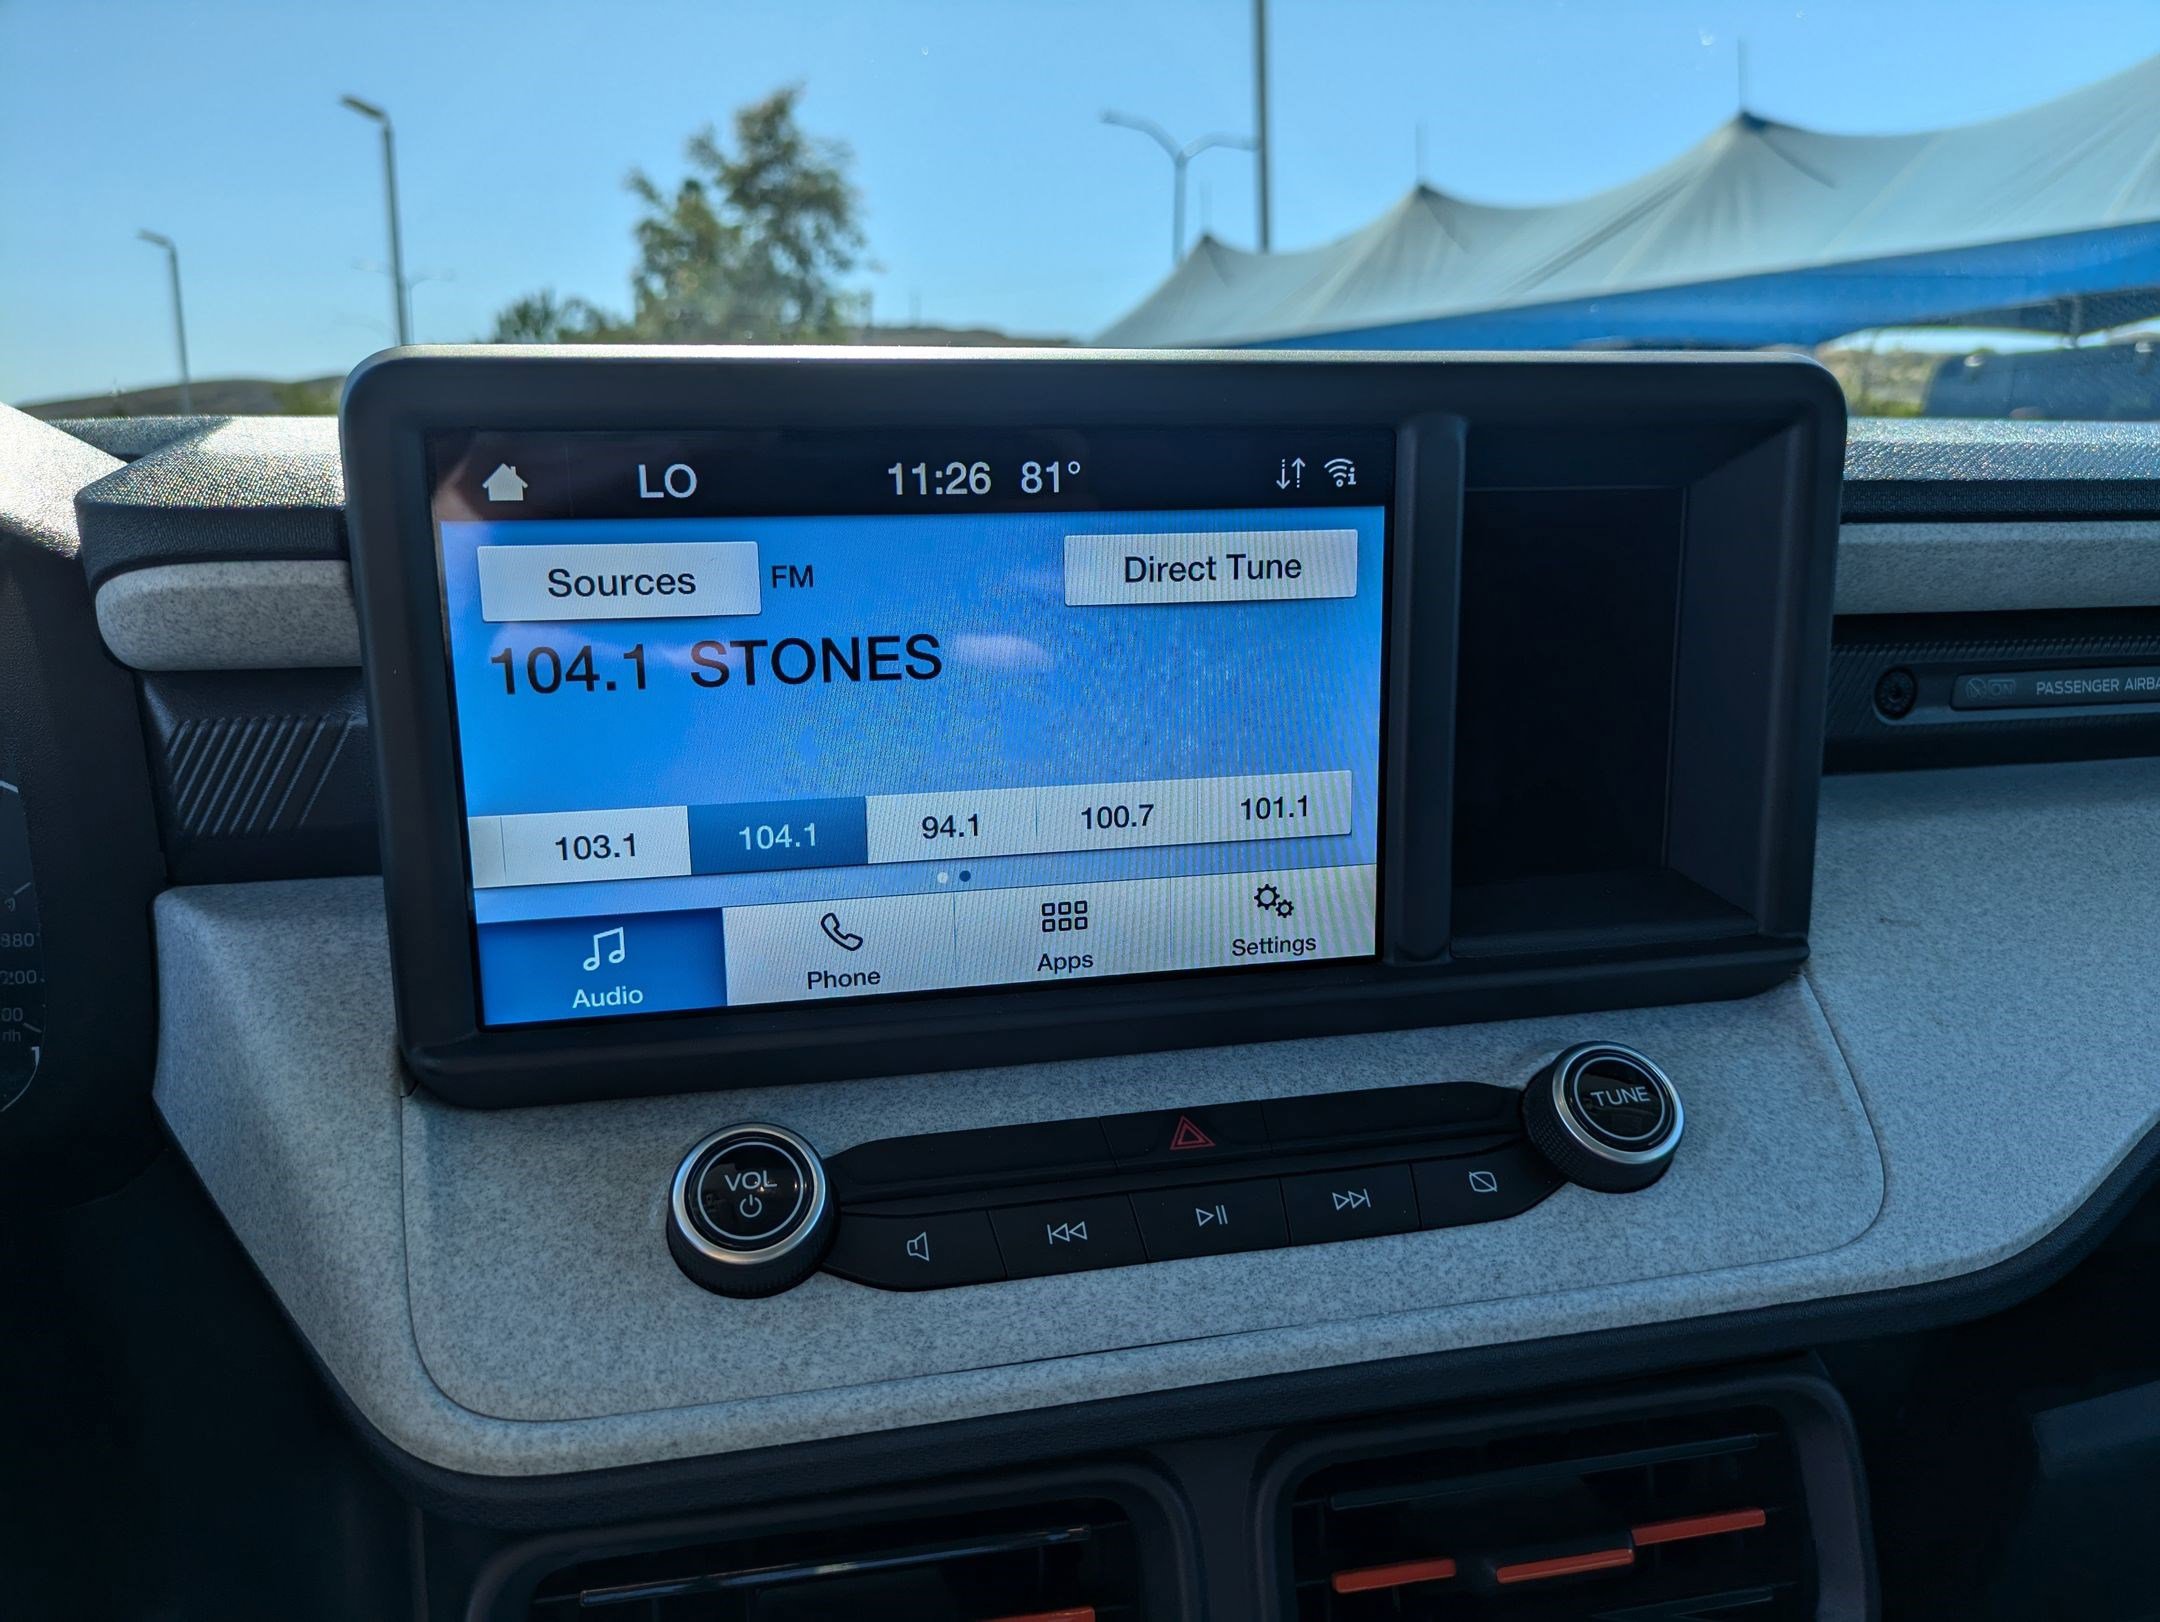 LO 11:26 81°
Sources FM Direct Tune
104.1 STONES
103.1 104.1 94.1 100.7 101.1
Audio Phone Apps Settings
ON PASSENGER
VOL
TUNE